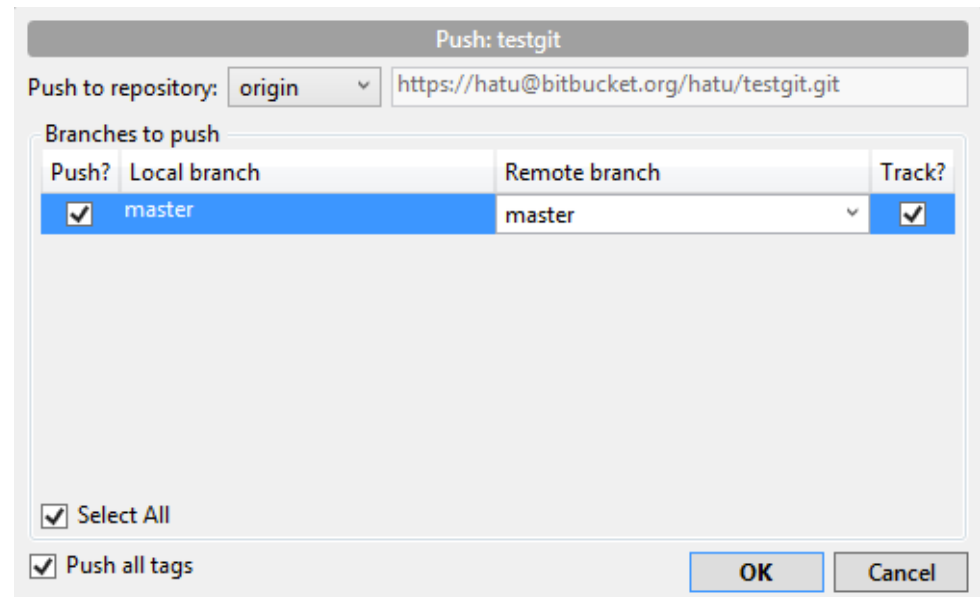 Push: testgit
Push to repository: origin https://hatu@bitbucket.org/hatu/testgit.git
Branches to push
Push? Local branch Remote branch Track?
master master
Select All
Push all tags OK Cancel